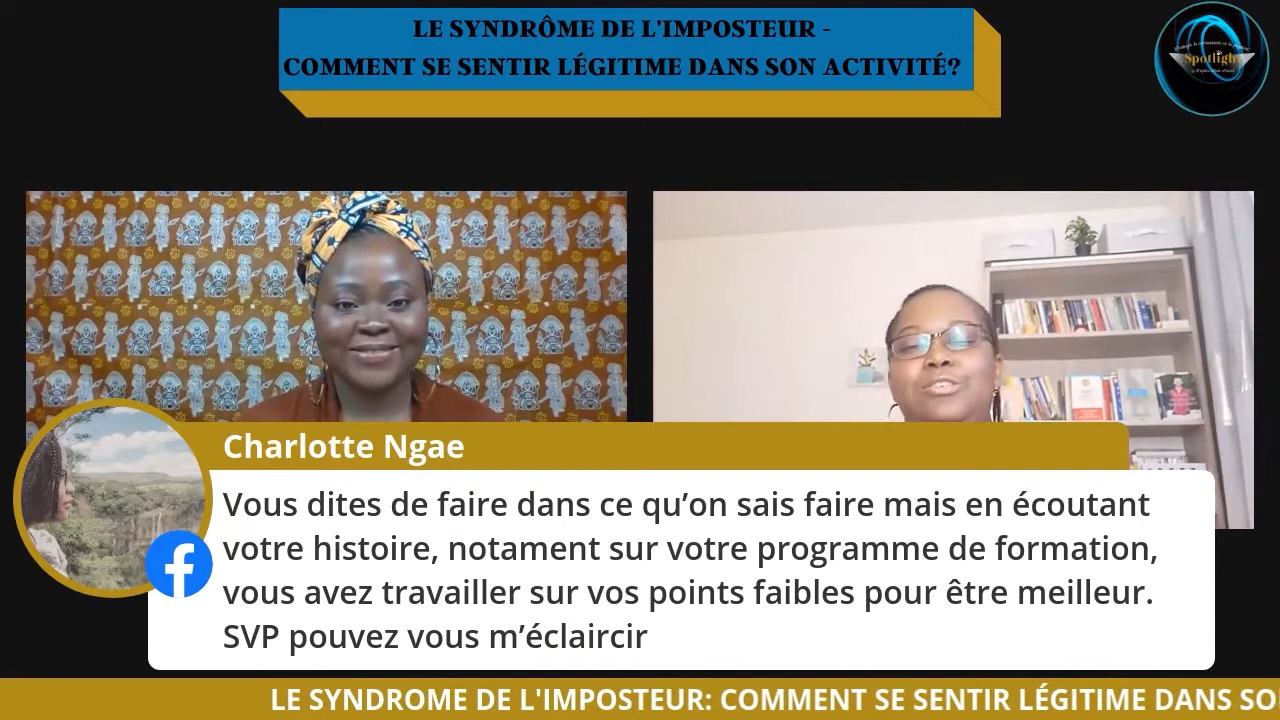 LE SYNDRÔME DE L'IMPOSTEUR -
COMMENT SE SENTIR LÉGITIME DANS SON ACTIVITÉ?
Spotlight
Charlotte Ngae
Vous dites de faire dans ce qu’on sais faire mais en écoutant
votre histoire, notament sur votre programme de formation,
vous avez travailler sur vos points faibles pour être meilleur.
SVP pouvez vous m’éclaircir
LE SYNDROME DE L'IMPOSTEUR: COMMENT SE SENTIR LÉGITIME DANS SO